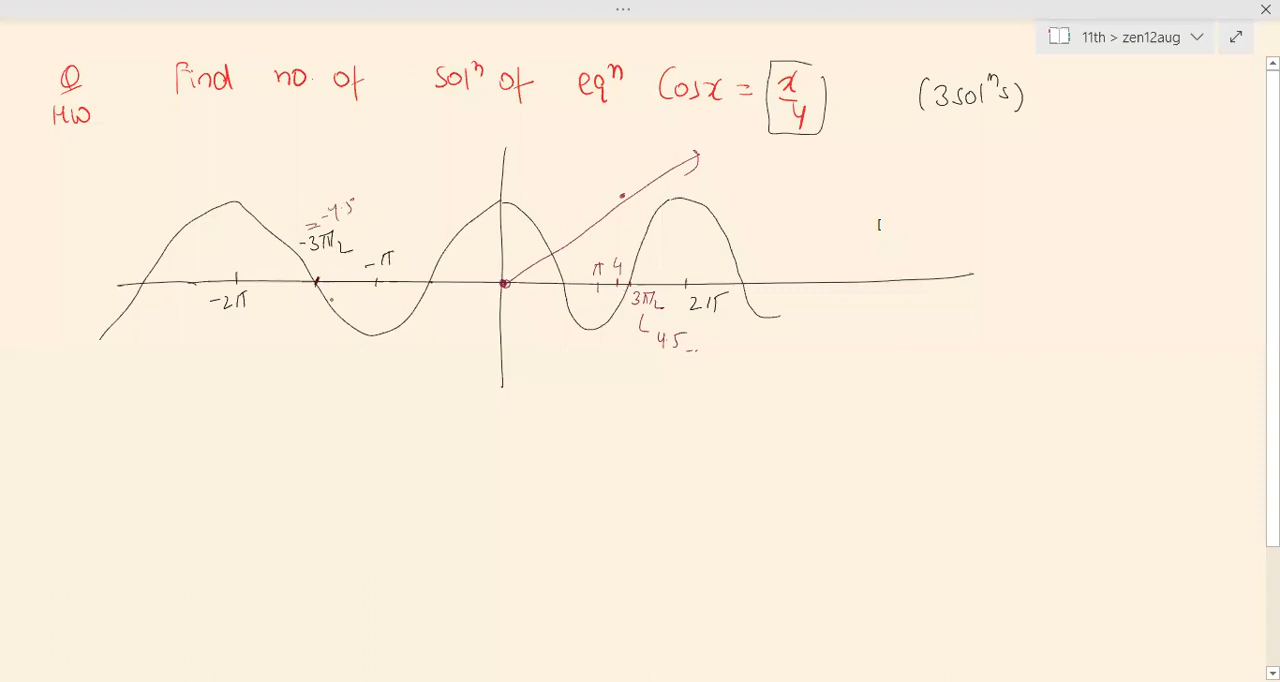 ...
11th > zen12aug
Q Find no. of solⁿ of eqⁿ Cosx = x/4 (3 solⁿs)
HW
= -4.5
-3π/2
-π
π 4
-2π 3π/2 2π
4.5...